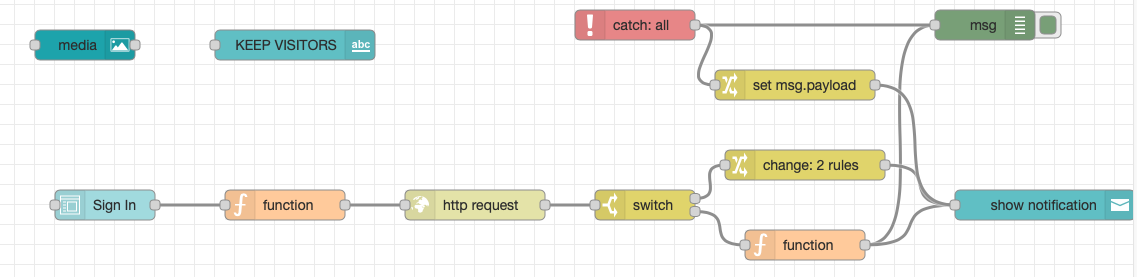 catch: all
msg
media
KEEP VISITORS
abc
set msg.payload
change: 2 rules
Sign In
function
http request
switch
show notification
function